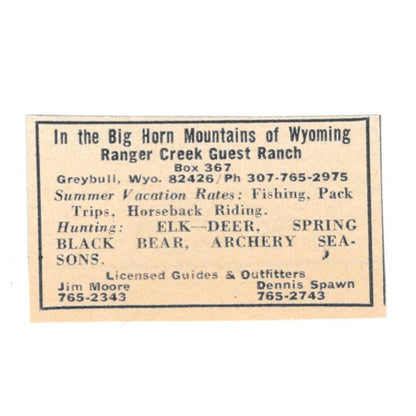 In the Big Horn Mountains of Wyoming
Ranger Creek Guest Ranch
Box 367
Greybull, Wyo. 82426/Ph 307-765-2975
Summer Vacation Rates: Fishing, Pack
Trips, Horseback Riding.
Hunting: ELK—DEER, SPRING
BLACK BEAR, ARCHERY SEA-
SONS.
Licensed Guides & Outfitters
Jim Moore Dennis Spawn
765-2343 765-2743